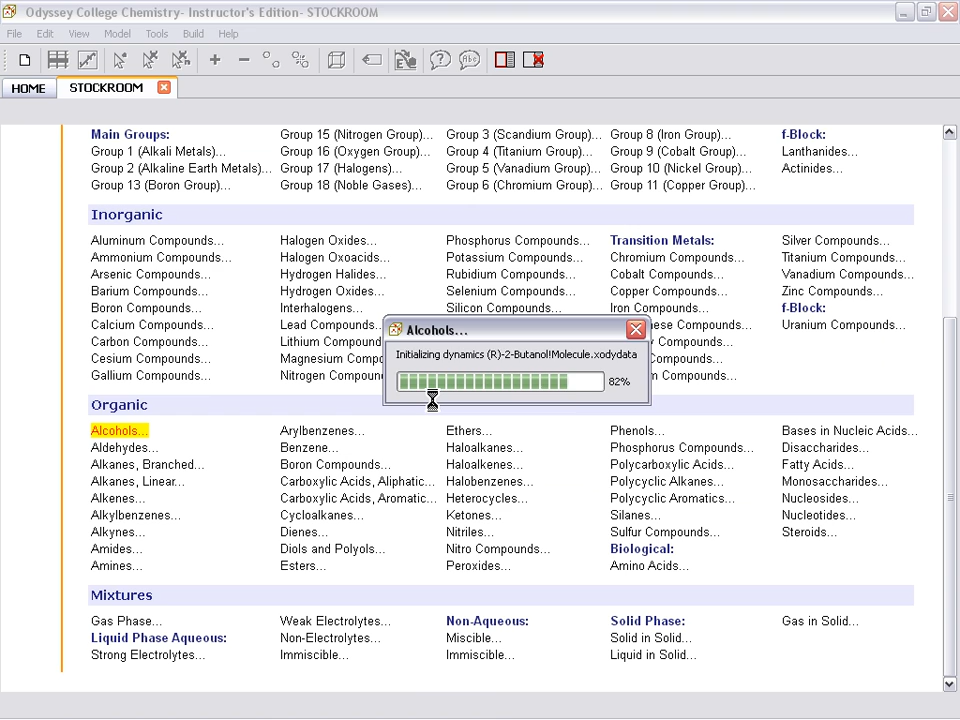 Odyssey College Chemistry- Instructor's Edition- STOCKROOM
File Edit View Model Tools Build Help
HOME STOCKROOM
Main Groups: Group 15 (Nitrogen Group)... Group 3 (Scandium Group)... Group 8 (Iron Group)... f-Block:
Group 1 (Alkali Metals)... Group 16 (Oxygen Group)... Group 4 (Titanium Group)... Group 9 (Cobalt Group)... Lanthanides...
Group 2 (Alkaline Earth Metals)... Group 17 (Halogens)... Group 5 (Vanadium Group)... Group 10 (Nickel Group)... Actinides...
Group 13 (Boron Group)... Group 18 (Noble Gases)... Group 6 (Chromium Group)... Group 11 (Copper Group)...
Inorganic
Aluminum Compounds... Halogen Oxides... Phosphorus Compounds... Transition Metals: Silver Compounds...
Ammonium Compounds... Halogen Oxoacids... Potassium Compounds... Chromium Compounds... Titanium Compounds...
Arsenic Compounds... Hydrogen Halides... Rubidium Compounds... Cobalt Compounds... Vanadium Compounds...
Barium Compounds... Hydrogen Oxides... Selenium Compounds... Copper Compounds... Zinc Compounds...
Boron Compounds... Interhalogens... Silicon Compounds... Iron Compounds... f-Block:
Calcium Compounds... Lead Compounds... ese Compounds... Uranium Compounds...
Carbon Compounds... Lithium Compound Compounds...
Cesium Compounds... Magnesium Compo Compounds...
Gallium Compounds... Nitrogen Compoun m Compounds...
Alcohols...
Initializing dynamics (R)-2-Butanol!Molecule.xodydata
82%
Organic
Alcohols... Arylbenzenes... Ethers... Phenols... Bases in Nucleic Acids...
Aldehydes... Benzene... Haloalkanes... Phosphorus Compounds... Disaccharides...
Alkanes, Branched... Boron Compounds... Haloalkenes... Polycarboxylic Acids... Fatty Acids...
Alkanes, Linear... Carboxylic Acids, Aliphatic... Halobenzenes... Polycyclic Alkanes... Monosaccharides...
Alkenes... Carboxylic Acids, Aromatic... Heterocycles... Polycyclic Aromatics... Nucleosides...
Alkylbenzenes... Cycloalkanes... Ketones... Silanes... Nucleotides...
Alkynes... Dienes... Nitriles... Sulfur Compounds... Steroids...
Amides... Diols and Polyols... Nitro Compounds... Biological:
Amines... Esters... Peroxides... Amino Acids...
Mixtures
Gas Phase... Weak Electrolytes... Non-Aqueous: Solid Phase: Gas in Solid...
Liquid Phase Aqueous: Non-Electrolytes... Miscible... Solid in Solid...
Strong Electrolytes... Immiscible... Immiscible... Liquid in Solid...